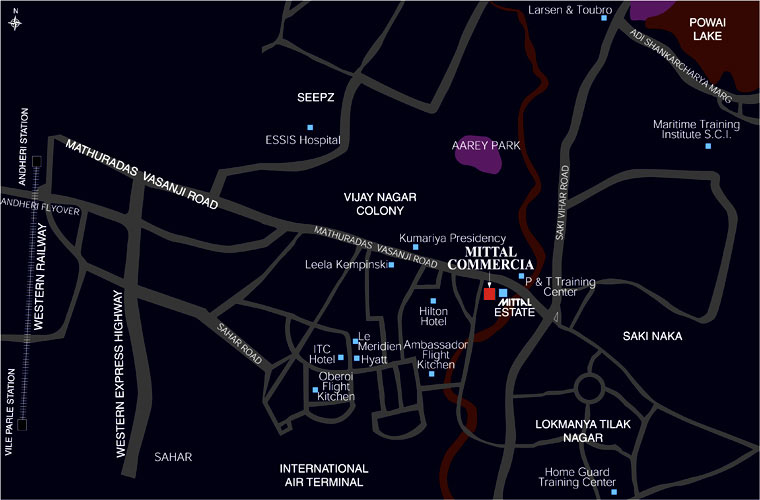 N
Larsen & Toubro
POWAI
LAKE
ADI SHANKARCHARYA MARG
SEEPZ
ESSIS Hospital
Maritime Training
Institute S.C.I.
ANDHERI STATION
MATHURADAS VASANJI ROAD
AAREY PARK
ANDHERI FLYOVER
VIJAY NAGAR
COLONY
SAKI VIHAR ROAD
MATHURADAS VASANJI ROAD
Kumariya Presidency
MITTAL
COMMERCIA
Leela Kempinski
P & T Training
Center
WESTERN RAILWAY
MITTAL
ESTATE
Hilton
Hotel
SAHAR ROAD
SAKI NAKA
WESTERN EXPRESS HIGHWAY
Le
Meridien
Hyatt
ITC
Hotel
Ambassador
Flight
Kitchen
Oberoi
Flight
Kitchen
VILE PARLE STATION
LOKMANYA TILAK
NAGAR
SAHAR
INTERNATIONAL
AIR TERMINAL
Home Guard
Training Center